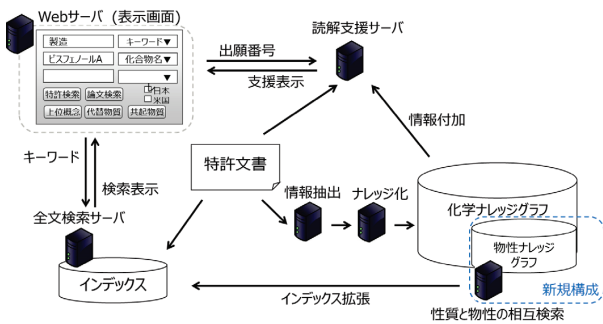 Webサーバ (表示画面)
製造
キーワード▼
ビスフェノールA
化合物名▼
▼
特許検索
論文検索
日本
米国
上位概念
代替物質
共起物質
出願番号
支援表示
読解支援サーバ
キーワード
検索表示
特許文書
情報付加
情報抽出
ナレッジ化
化学ナレッジグラフ
物性ナレッジ
グラフ
新規構成
全文検索サーバ
インデックス
インデックス拡張
性質と物性の相互検索